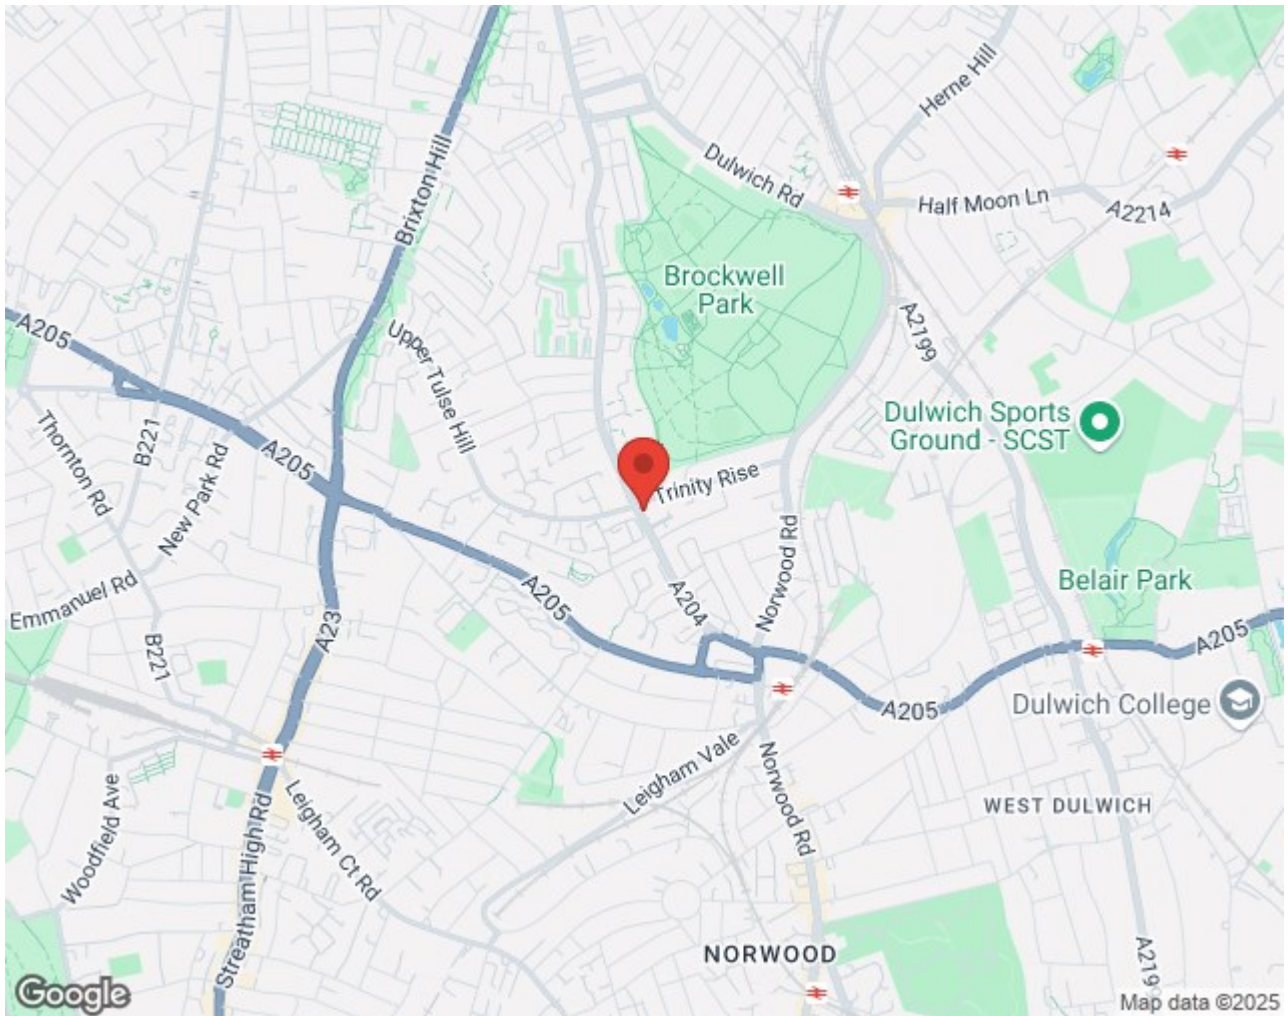 Herne Hill
Dulwich Rd
Brixton Hill
Half Moon Ln
A2214
Brockwell
Park
A205
Upper Tulse Hill
A2199
Dulwich Sports
Ground - SCST
Thornton Rd
B221
New Park Rd
A205
Trinity Rise
Norwood Rd
Emmanuel Rd
A23
A205
A204
Belair Park
B221
A205
A205
Dulwich College
Leigham Vale
Norwood Rd
WEST DULWICH
Woodfield Ave
Streatham High Rd
Leigham Ct Rd
NORWOOD
A219
Google
Map data ©2025